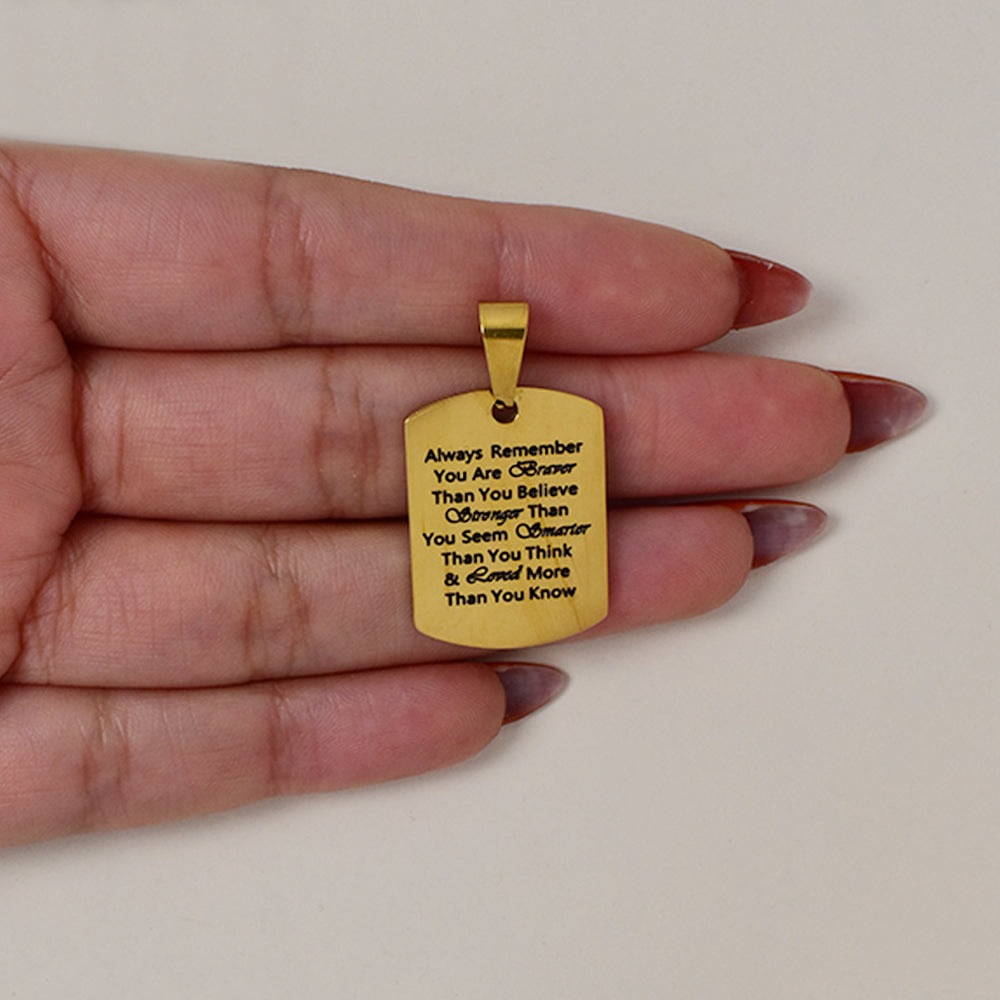 Always Remember
You Are Braver
Than You Believe
Stronger Than
You Seem Smarter
Than You Think
& Loved More
Than You Know